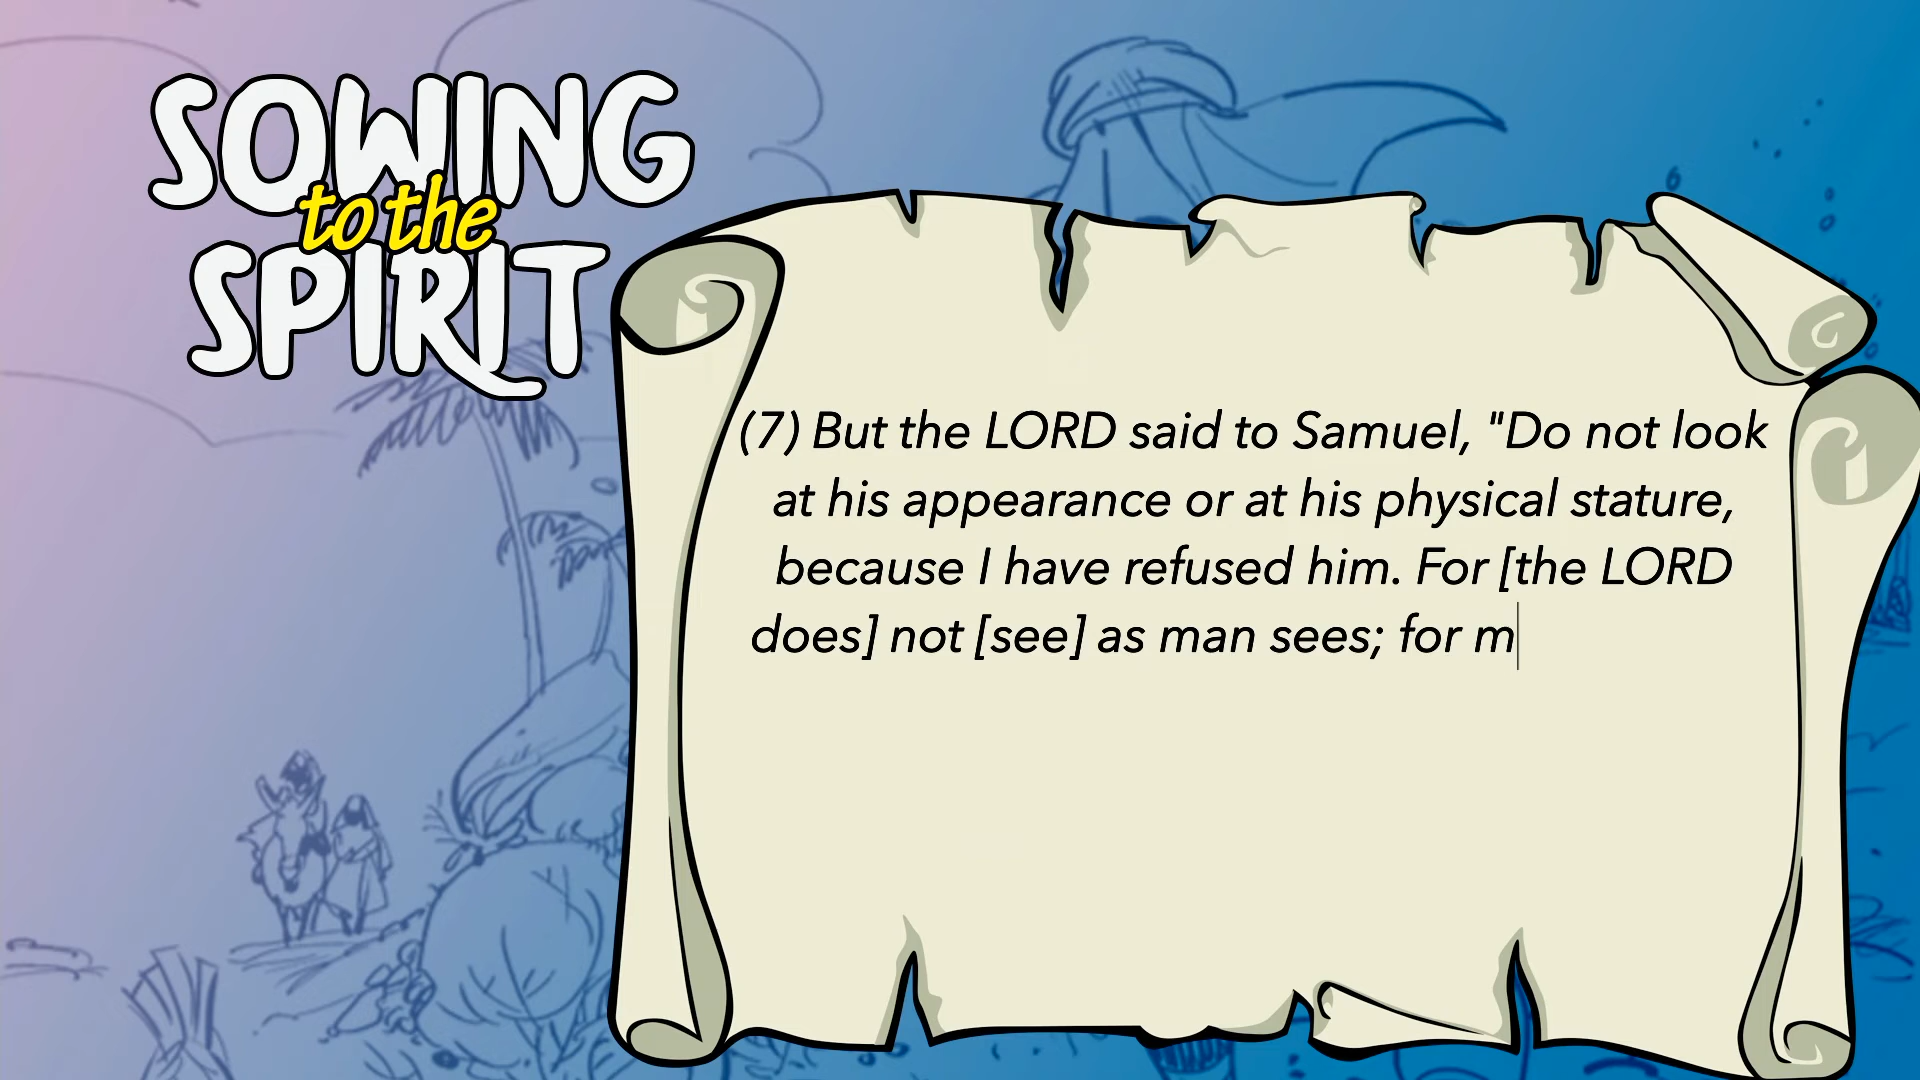 SOWING
to the
SPIRIT
(7) But the LORD said to Samuel, "Do not look
at his appearance or at his physical stature,
because I have refused him. For [the LORD
does] not [see] as man sees; for m